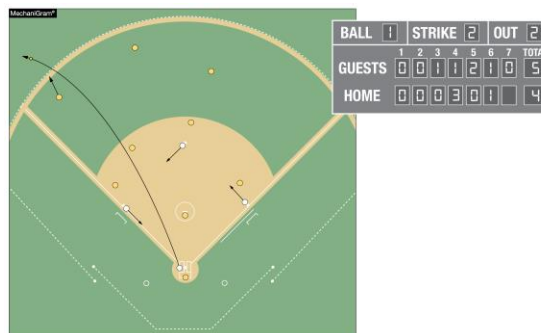 MechaniGram®
BALL 1 STRIKE 2 OUT 2
1 2 3 4 5 6 7 TOTAL
GUESTS 0 0 1 1 2 1 0 5
HOME 0 0 0 3 0 1 4